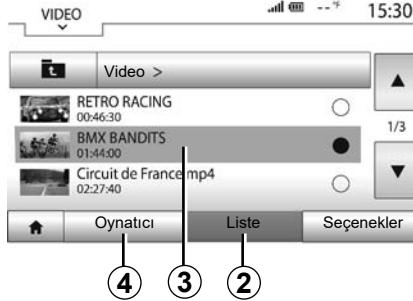 VIDEO
--°F
15:30
Video >
RETRO RACING
00:46:30
BMX BANDITS
01:44:00
1/3
Circuit de France.mp4
02:27:40
Oynatıcı
Liste
Seçenekler
4
3
2